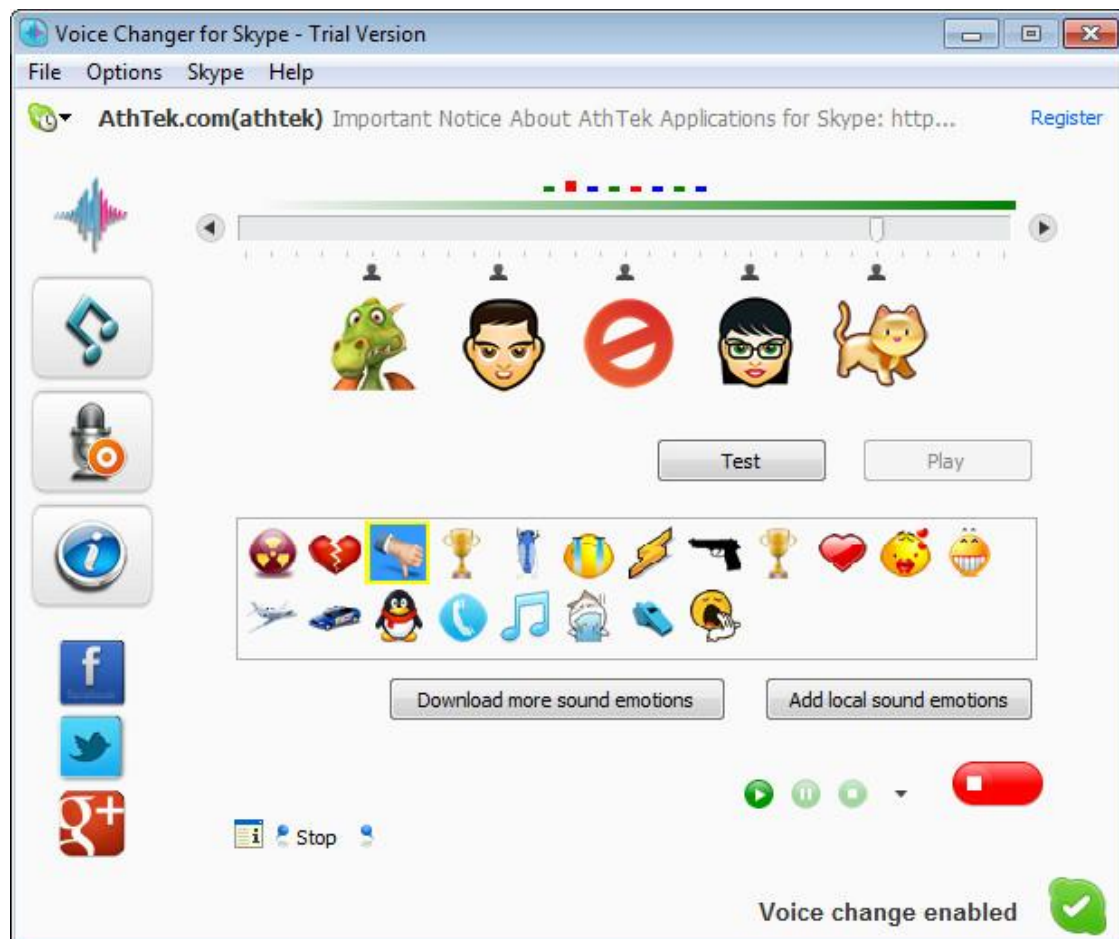 Voice Changer for Skype - Trial Version
File Options Skype Help
AthTek.com(athtek) Important Notice About AthTek Applications for Skype: http... Register
Test Play
Download more sound emotions Add local sound emotions
Stop
Voice change enabled
f
g+
i